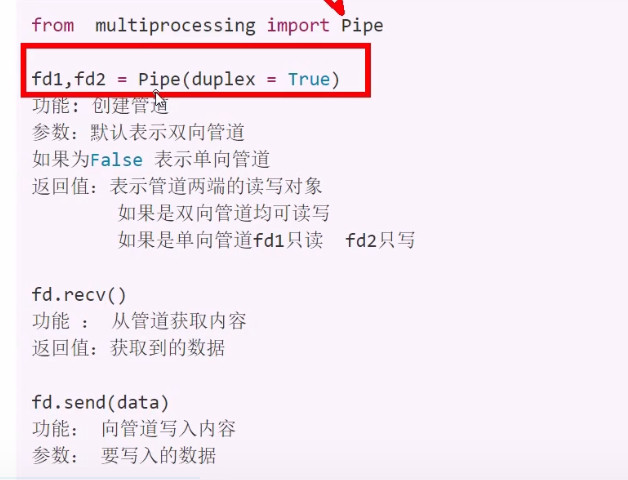 from  multiprocessing import Pipe
fd1,fd2 = Pipe(duplex = True)
功能: 创建管道
参数：默认表示双向管道
如果为False 表示单向管道
返回值：表示管道两端的读写对象
如果是双向管道均可读写
如果是单向管道fd1只读  fd2只写
fd.recv()
功能 ： 从管道获取内容
返回值：获取到的数据
fd.send(data)
功能： 向管道写入内容
参数： 要写入的数据